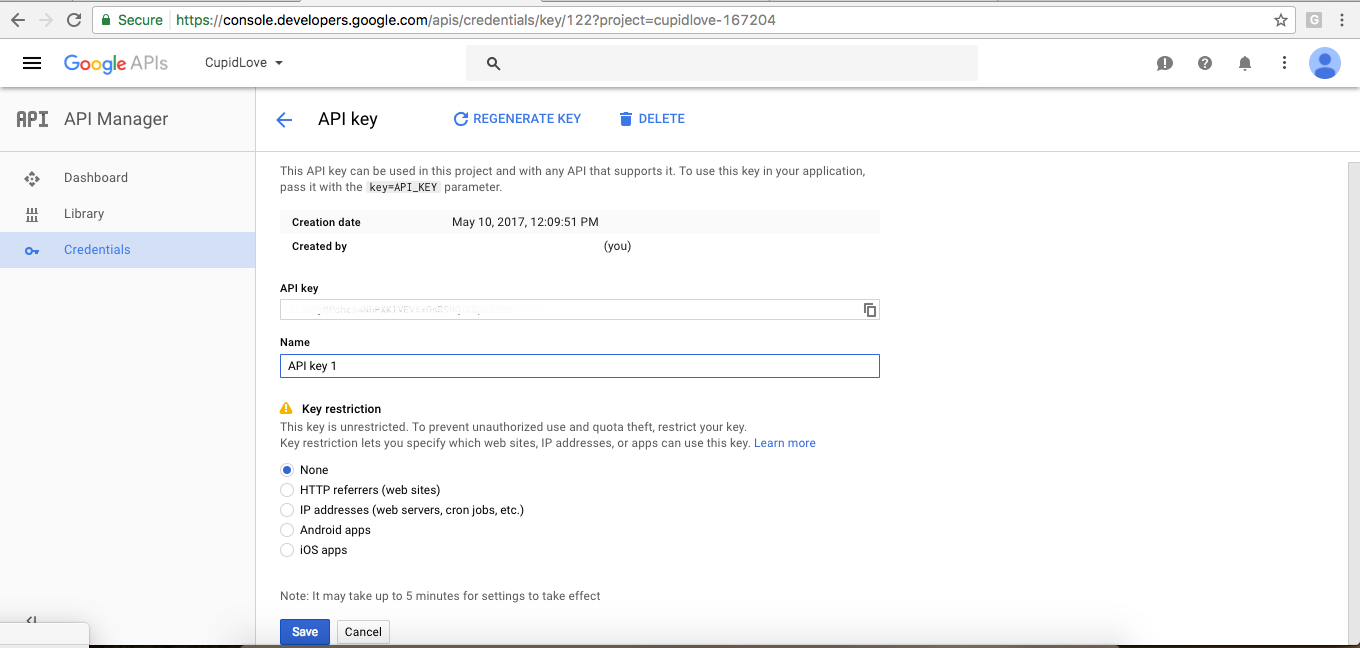 Secure https://console.developers.google.com/apis/credentials/key/122?project=cupidlove-167204
G
Google APIs CupidLove
API API Manager
API key REGENERATE KEY DELETE
Dashboard
Library
Credentials
This API key can be used in this project and with any API that supports it. To use this key in your application,
pass it with the key=API_KEY parameter.
Creation date May 10, 2017, 12:09:51 PM
Created by (you)
API key
Name
API key 1
Key restriction
This key is unrestricted. To prevent unauthorized use and quota theft, restrict your key.
Key restriction lets you specify which web sites, IP addresses, or apps can use this key. Learn more
None
HTTP referrers (web sites)
IP addresses (web servers, cron jobs, etc.)
Android apps
iOS apps
Note: It may take up to 5 minutes for settings to take effect
Save Cancel